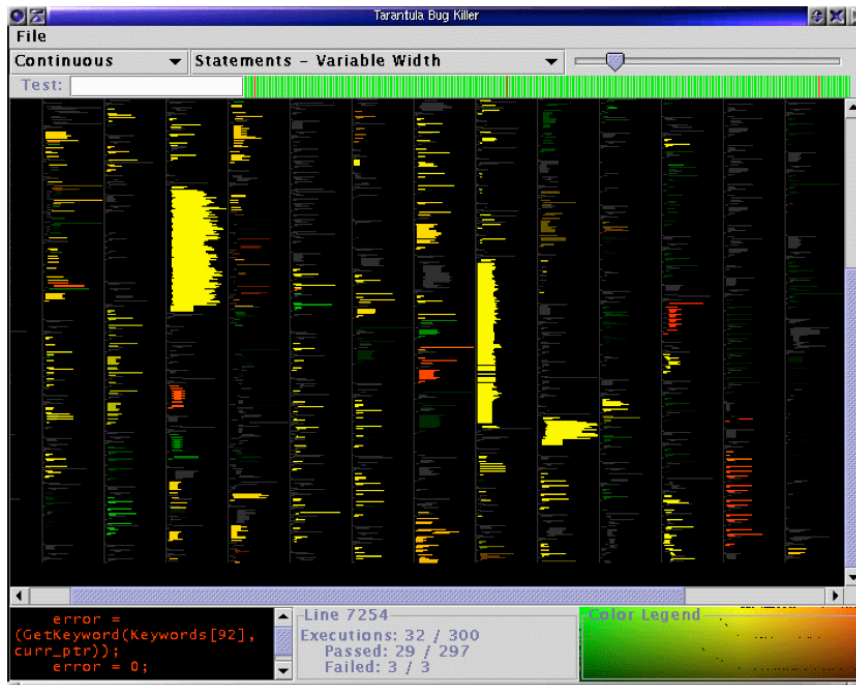 Tarantula Bug Killer
File
Continuous
Statements - Variable Width
Test:
error =
(GetKeyword(Keywords[92],
curr_ptr));
error = 0;
Line 7254
Executions: 32 / 300
Passed: 29 / 297
Failed: 3 / 3
Color Legend